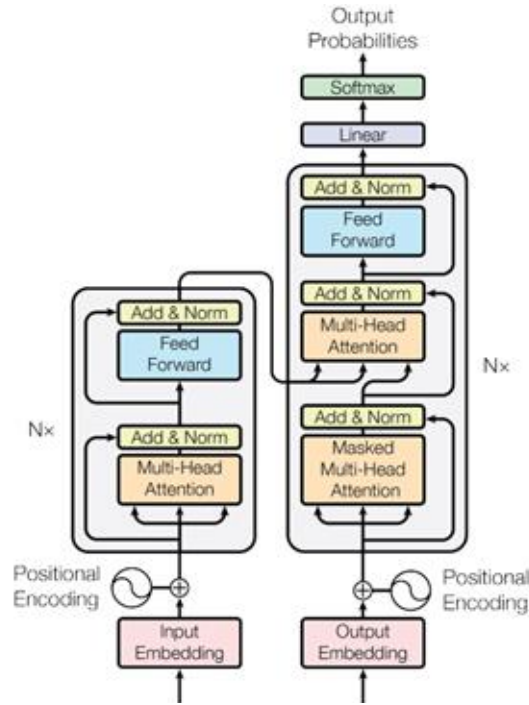 Output
Probabilities
Softmax
Linear
Add & Norm
Feed
Forward
Add & Norm
Multi-Head
Attention
N×
Add & Norm
Masked
Multi-Head
Attention
Add & Norm
Feed
Forward
N×
Add & Norm
Multi-Head
Attention
Positional
Encoding
Positional
Encoding
Input
Embedding
Output
Embedding